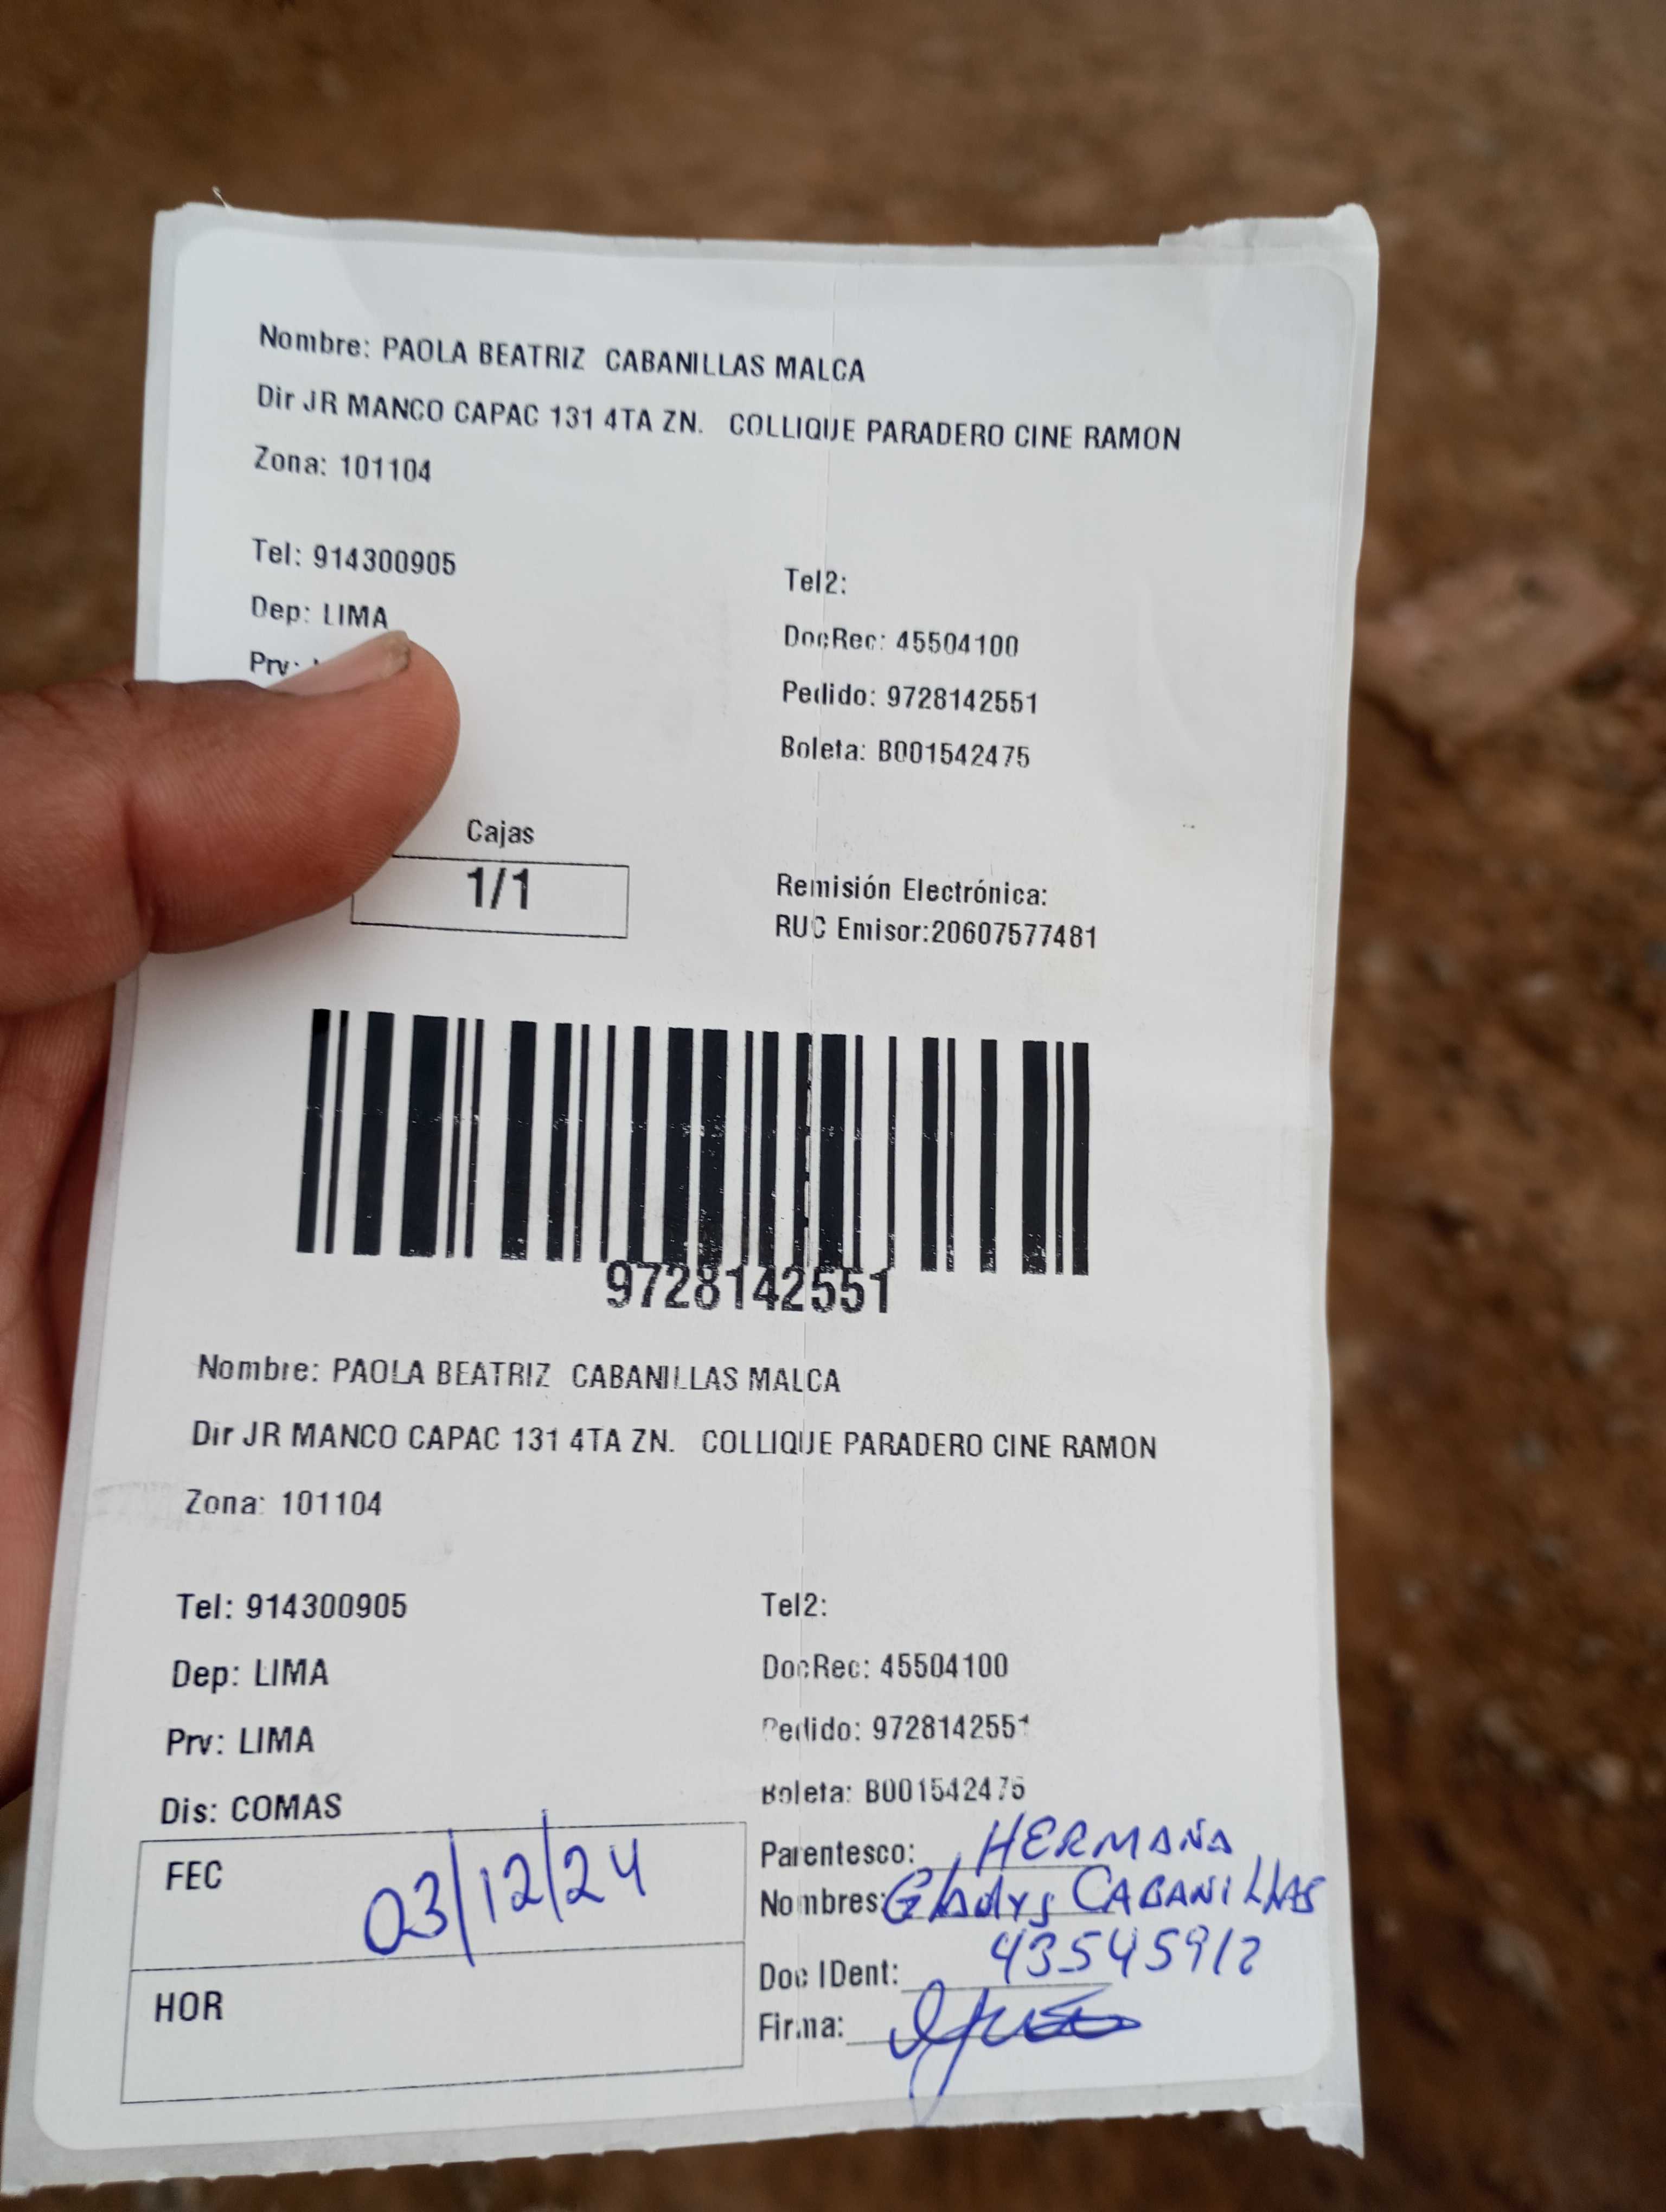 Nombre: PAOLA BEATRIZ CABANILLAS MALCA
Dir JR MANCO CAPAC 131 4TA ZN. COLLIQUE PARADERO CINE RAMON
Zona: 101104
Tel: 914300905 Tel2:
Dep: LIMA DocRec: 45504100
Prv: Pedido: 9728142551
Boleta: B001542475
Cajas
1/1
Remisión Electrónica:
RUC Emisor:20607577481
9728142551
Nombre: PAOLA BEATRIZ CABANILLAS MALCA
Dir JR MANCO CAPAC 131 4TA ZN. COLLIQUE PARADERO CINE RAMON
Zona: 101104
Tel: 914300905 Tel2:
Dep: LIMA DocRec: 45504100
Prv: LIMA Pedido: 9728142551
Dis: COMAS Boleta: B001542475
FEC 03/12/24
HOR
Parentesco: HERMANA
Nombres: Gladys CABANILLAS
Doc IDent: 43545912
Firma: